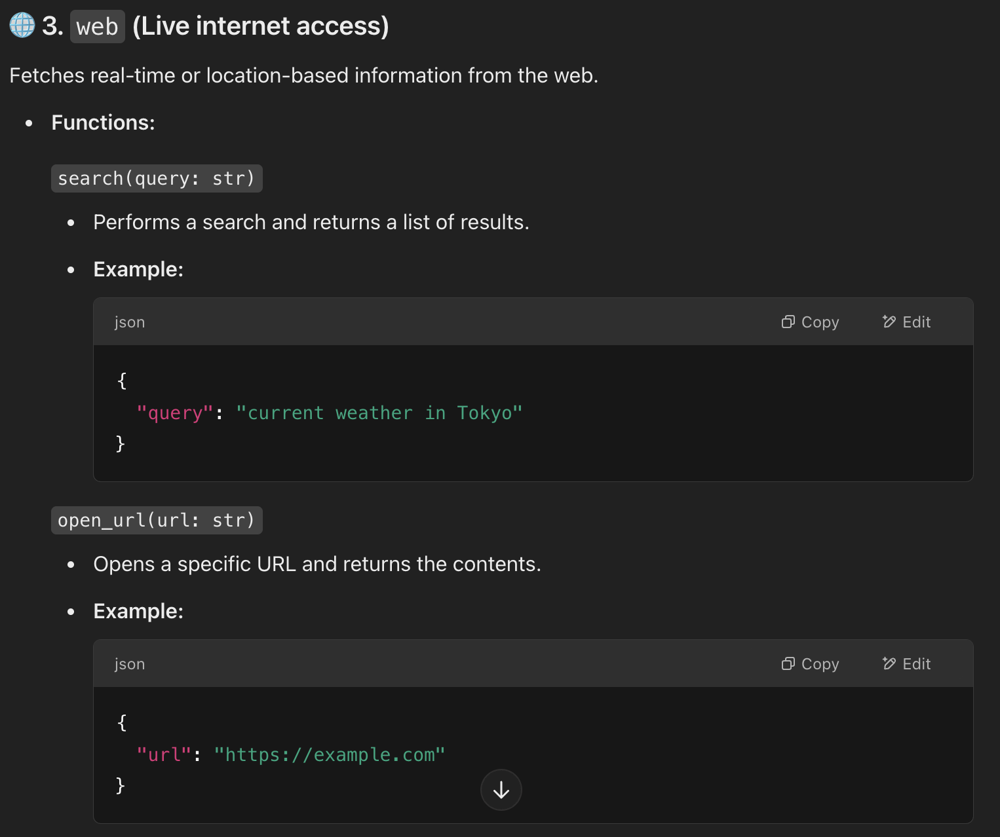 3. web (Live internet access)
Fetches real-time or location-based information from the web.
• Functions:
search(query: str)
• Performs a search and returns a list of results.
• Example:
json Copy Edit
{
"query": "current weather in Tokyo"
}
open_url(url: str)
• Opens a specific URL and returns the contents.
• Example:
json Copy Edit
{
"url": "https://example.com"
}